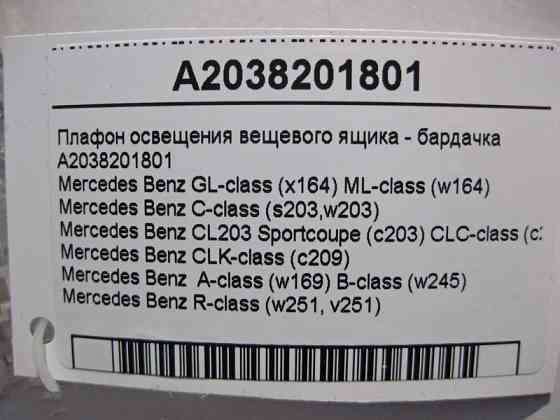 A2038201801
Плафон освещения вещевого ящика - бардачка
A2038201801
Mercedes Benz GL-class (x164) ML-class (w164)
Mercedes Benz C-class (s203,w203)
Mercedes Benz CL203 Sportcoupe (c203) CLC-class (c
Mercedes Benz CLK-class (c209)
Mercedes Benz A-class (w169) B-class (w245)
Mercedes Benz R-class (w251, v251)